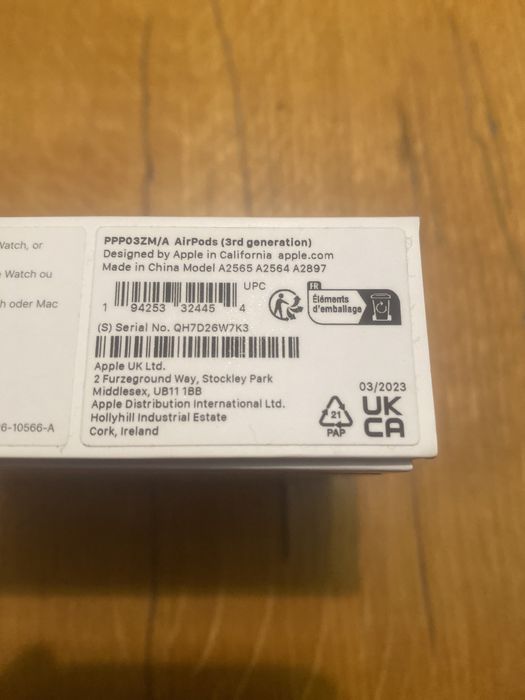 Watch, or
Watch ou
h oder Mac
6-10566-A
PPP03ZM/A AirPods (3rd generation)
Designed by Apple in California apple.com
Made in China Model A2565 A2564 A2897
UPC
1 94253 32445 4
FR
Éléments
d'emballage
(S) Serial No. QH7D26W7K3
Apple UK Ltd.
2 Furzeground Way, Stockley Park
Middlesex, UB11 1BB
Apple Distribution International Ltd.
Hollyhill Industrial Estate
Cork, Ireland
03/2023
21
PAP
UK
CA